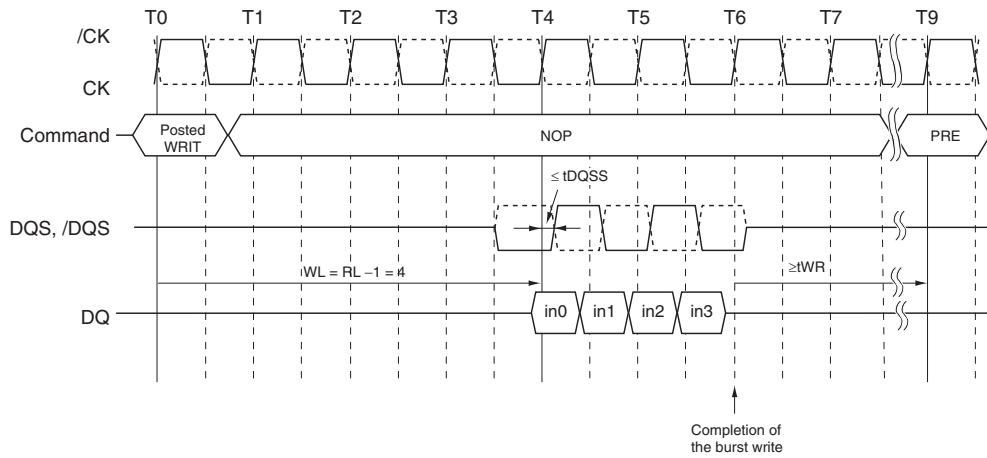 T0 T1 T2 T3 T4 T5 T6 T7 T9
/CK
CK
Command
Posted
WRIT
NOP
PRE
≤ tDQSS
DQS, /DQS
WL = RL −1 = 4
≥tWR
DQ
in0 in1 in2 in3
Completion of
the burst write